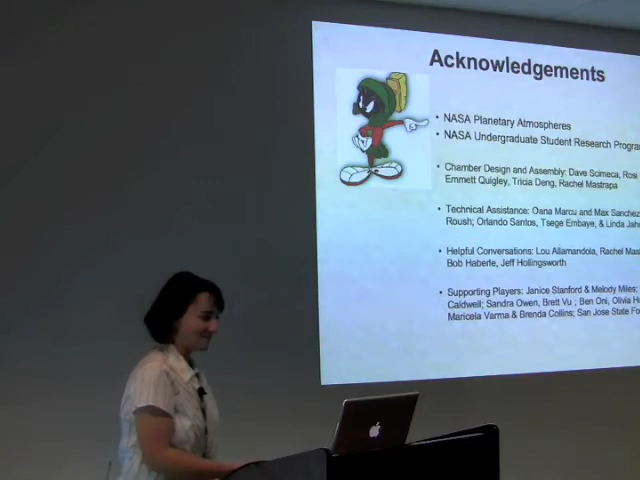 Acknowledgements
• NASA Planetary Atmospheres
• NASA Undergraduate Student Research
• Chamber Design and Assembly: Dave Scimeca, Rosi
Emmett Quigley, Tricia Deng, Rachel Mastrapa
• Technical Assistance: Oana Marcu and Max Sanchez
Roush; Orlando Santos, Tsege Embaye, & Linda
• Helpful Conversations: Lou Allamandola, Rachel
Bob Haberle, Jeff Hollingsworth
• Supporting Players: Janice Stanford & Melody Miles;
Caldwell; Sandra Owen, Brett Vu ; Ben Oni, Olivia
Maricela Varma & Brenda Collins; San Jose State